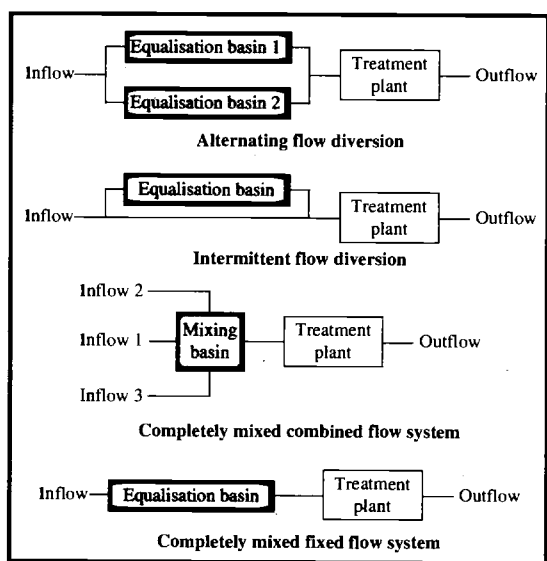 Equalisation basin 1
Inflow
Treatment plant
Outflow
Equalisation basin 2
Alternating flow diversion
Equalisation basin
Inflow
Treatment plant
Outflow
Intermittent flow diversion
Inflow 2
Inflow 1
Mixing basin
Treatment plant
Outflow
Inflow 3
Completely mixed combined flow system
Inflow
Equalisation basin
Treatment plant
Outflow
Completely mixed fixed flow system